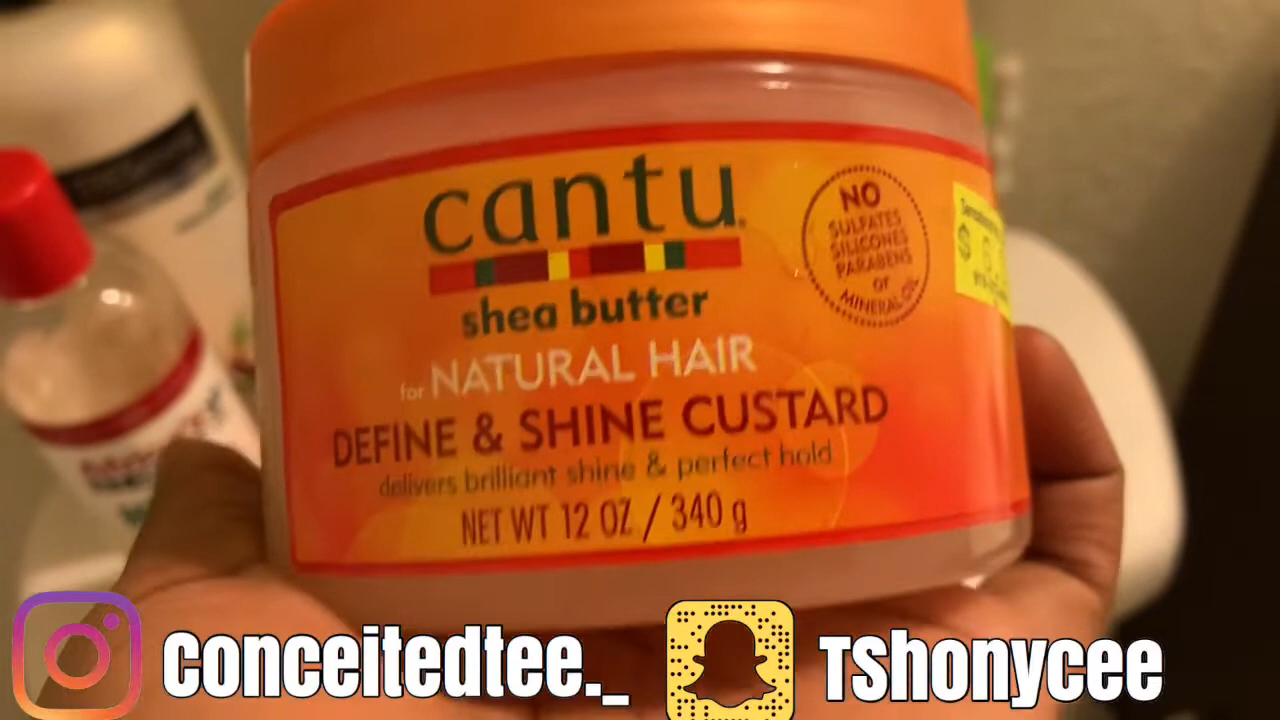 cantu
shea butter
for NATURAL HAIR
DEFINE & SHINE CUSTARD
delivers brilliant shine & perfect hold
NET WT 12 OZ / 340 g
NO
SULFATES
SILICONES
PARABENS
or
MINERAL OIL
conceitedtee._
Tshonycee